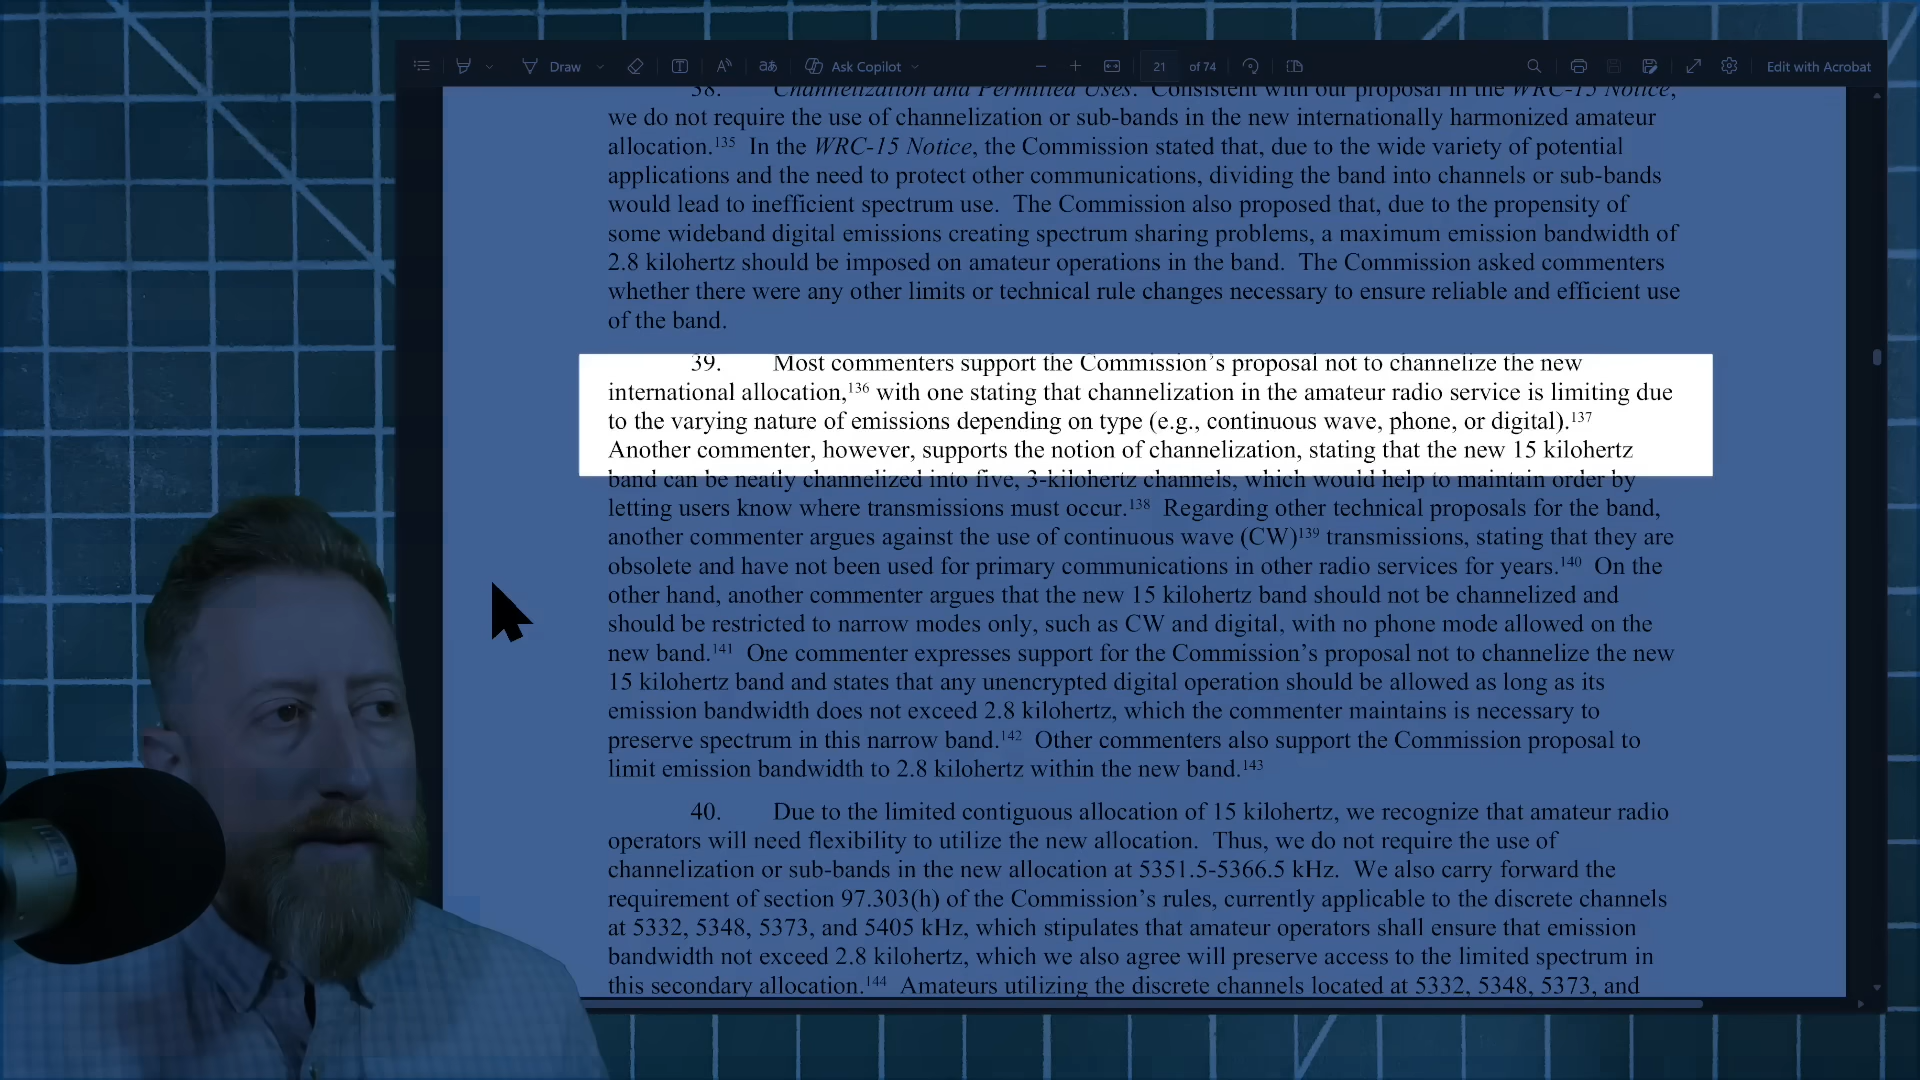 Draw
Ask Copilot
21
of 74
Edit with Acrobat
38. Channelization and Permitted Uses. Consistent with our proposal in the WRC-15 Notice,
we do not require the use of channelization or sub-bands in the new internationally harmonized amateur
allocation.135 In the WRC-15 Notice, the Commission stated that, due to the wide variety of potential
applications and the need to protect other communications, dividing the band into channels or sub-bands
would lead to inefficient spectrum use. The Commission also proposed that, due to the propensity of
some wideband digital emissions creating spectrum sharing problems, a maximum emission bandwidth of
2.8 kilohertz should be imposed on amateur operations in the band. The Commission asked commenters
whether there were any other limits or technical rule changes necessary to ensure reliable and efficient use
of the band.
39. Most commenters support the Commission's proposal not to channelize the new
international allocation,136 with one stating that channelization in the amateur radio service is limiting due
to the varying nature of emissions depending on type (e.g., continuous wave, phone, or digital).137
Another commenter, however, supports the notion of channelization, stating that the new 15 kilohertz
band can be neatly channelized into five, 3-kilohertz channels, which would help to maintain order by
letting users know where transmissions must occur.138 Regarding other technical proposals for the band,
another commenter argues against the use of continuous wave (CW)139 transmissions, stating that they are
obsolete and have not been used for primary communications in other radio services for years.140 On the
other hand, another commenter argues that the new 15 kilohertz band should not be channelized and
should be restricted to narrow modes only, such as CW and digital, with no phone mode allowed on the
new band.141 One commenter expresses support for the Commission's proposal not to channelize the new
15 kilohertz band and states that any unencrypted digital operation should be allowed as long as its
emission bandwidth does not exceed 2.8 kilohertz, which the commenter maintains is necessary to
preserve spectrum in this narrow band.142 Other commenters also support the Commission proposal to
limit emission bandwidth to 2.8 kilohertz within the new band.143
40. Due to the limited contiguous allocation of 15 kilohertz, we recognize that amateur radio
operators will need flexibility to utilize the new allocation. Thus, we do not require the use of
channelization or sub-bands in the new allocation at 5351.5-5366.5 kHz. We also carry forward the
requirement of section 97.303(h) of the Commission's rules, currently applicable to the discrete channels
at 5332, 5348, 5373, and 5405 kHz, which stipulates that amateur operators shall ensure that emission
bandwidth not exceed 2.8 kilohertz, which we also agree will preserve access to the limited spectrum in
this secondary allocation.144 Amateurs utilizing the discrete channels located at 5332, 5348, 5373, and